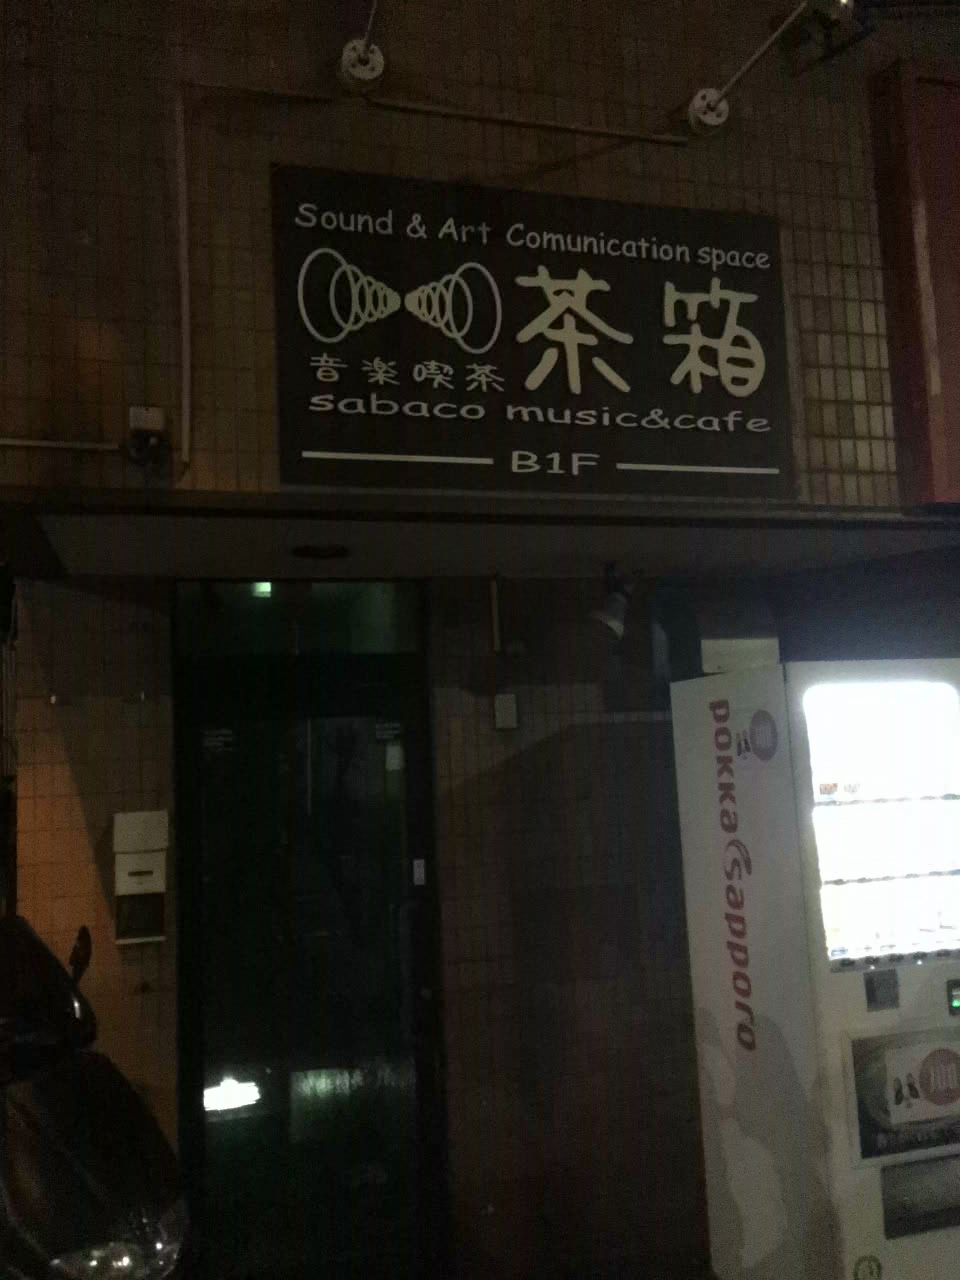 Sound & Art Comunication space
茶箱
音楽喫茶
sabaco music&cafe
B1F
pokka sapporo